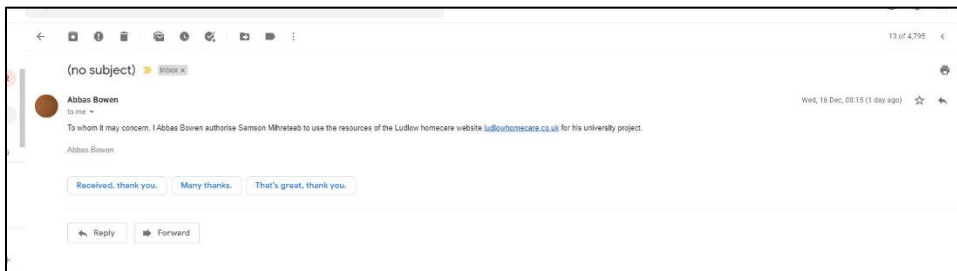 13 of 4,795
(no subject) Inbox x
Abbas Bowen
Wed, 16 Dec, 08:15 (1 day ago)
to me
To whom it may concern, I Abbas Bowen authorise Samson Mihreteab to use the resources of the Ludlow homecare website ludlowhomecare.co.uk for his university project.
Abbas Bowen
Received, thank you. Many thanks. That's great, thank you.
Reply Forward